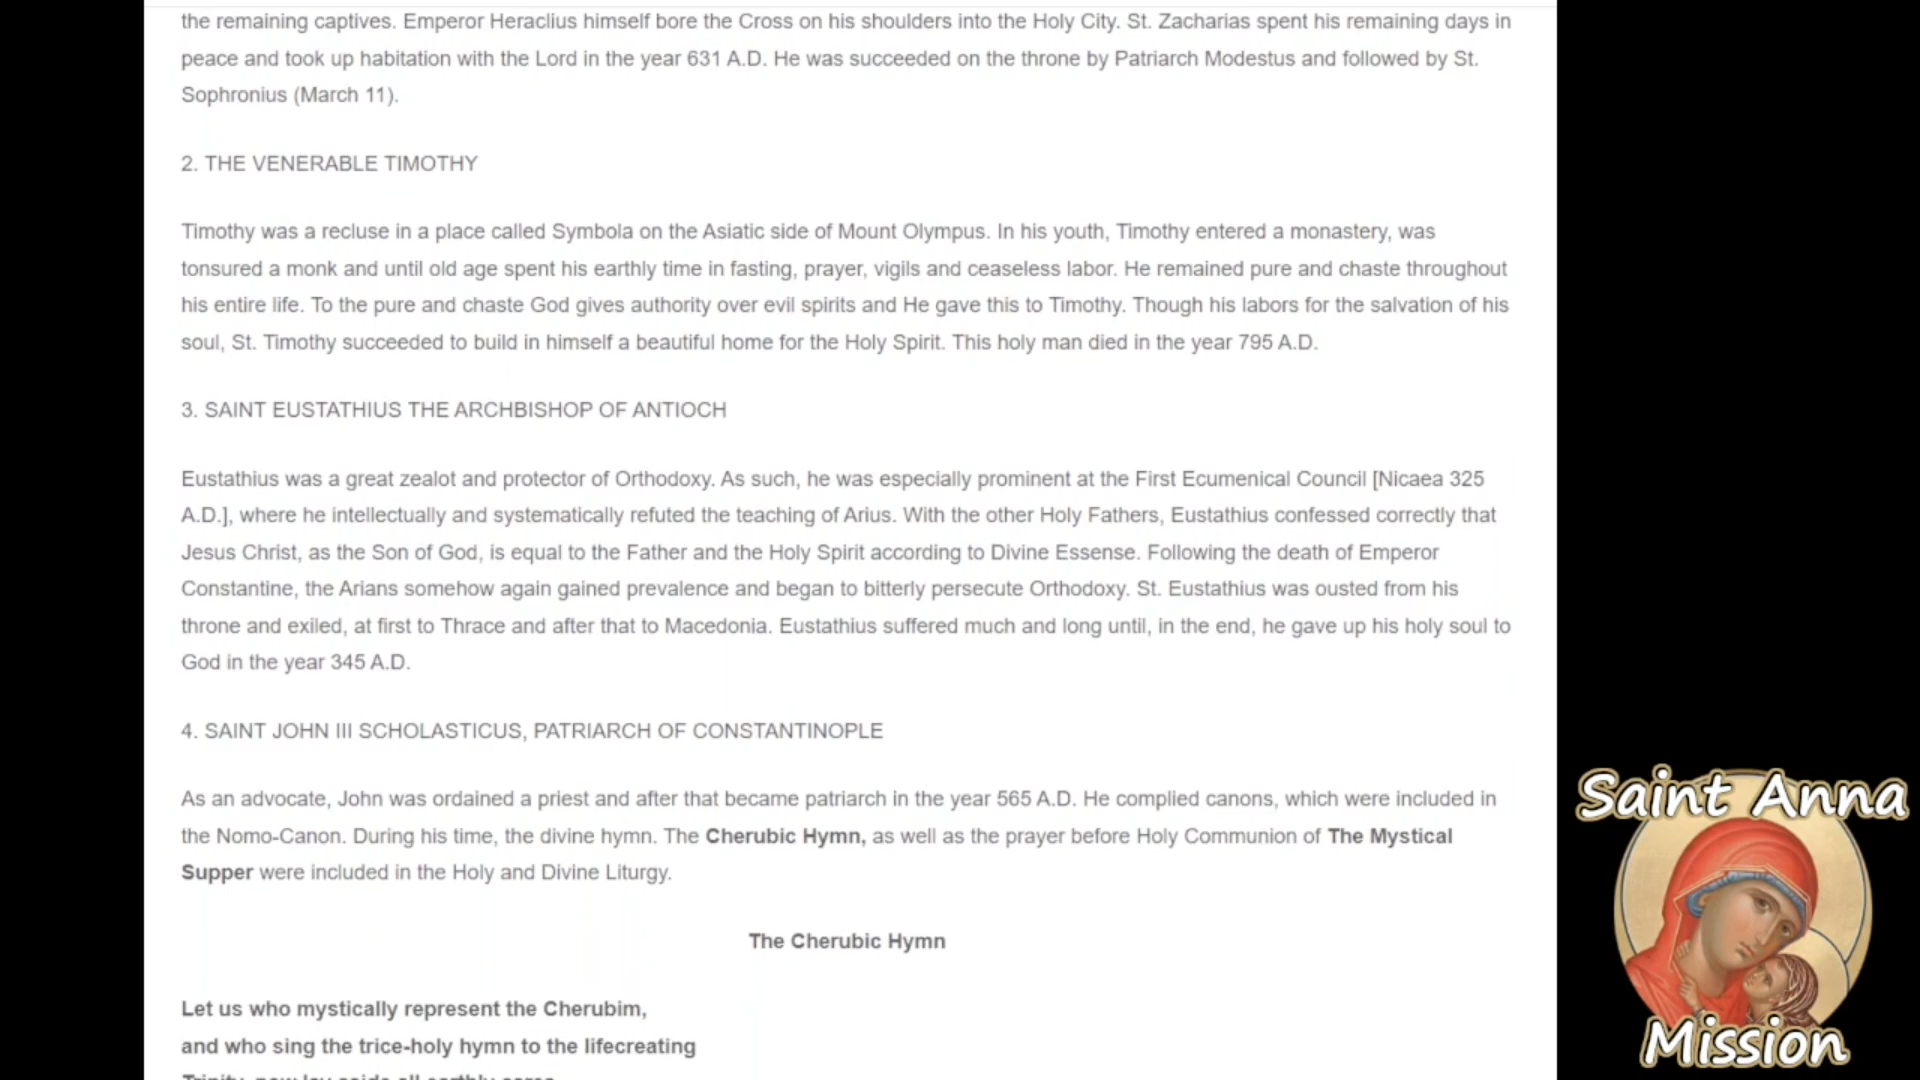 the remaining captives. Emperor Heraclius himself bore the Cross on his shoulders into the Holy City. St. Zacharias spent his remaining days in
peace and took up habitation with the Lord in the year 631 A.D. He was succeeded on the throne by Patriarch Modestus and followed by St.
Sophronius (March 11).
2. THE VENERABLE TIMOTHY
Timothy was a recluse in a place called Symbola on the Asiatic side of Mount Olympus. In his youth, Timothy entered a monastery, was
tonsured a monk and until old age spent his earthly time in fasting, prayer, vigils and ceaseless labor. He remained pure and chaste throughout
his entire life. To the pure and chaste God gives authority over evil spirits and He gave this to Timothy. Though his labors for the salvation of his
soul, St. Timothy succeeded to build in himself a beautiful home for the Holy Spirit. This holy man died in the year 795 A.D.
3. SAINT EUSTATHIUS THE ARCHBISHOP OF ANTIOCH
Eustathius was a great zealot and protector of Orthodoxy. As such, he was especially prominent at the First Ecumenical Council [Nicaea 325
A.D.], where he intellectually and systematically refuted the teaching of Arius. With the other Holy Fathers, Eustathius confessed correctly that
Jesus Christ, as the Son of God, is equal to the Father and the Holy Spirit according to Divine Essense. Following the death of Emperor
Constantine, the Arians somehow again gained prevalence and began to bitterly persecute Orthodoxy. St. Eustathius was ousted from his
throne and exiled, at first to Thrace and after that to Macedonia. Eustathius suffered much and long until, in the end, he gave up his holy soul to
God in the year 345 A.D.
4. SAINT JOHN III SCHOLASTICUS, PATRIARCH OF CONSTANTINOPLE
As an advocate, John was ordained a priest and after that became patriarch in the year 565 A.D. He complied canons, which were included in
the Nomo-Canon. During his time, the divine hymn. The Cherubic Hymn, as well as the prayer before Holy Communion of The Mystical
Supper were included in the Holy and Divine Liturgy.
The Cherubic Hymn
Let us who mystically represent the Cherubim,
and who sing the trice-holy hymn to the lifecreating
Trinity, now lay aside all earthly cares
Saint Anna
Mission